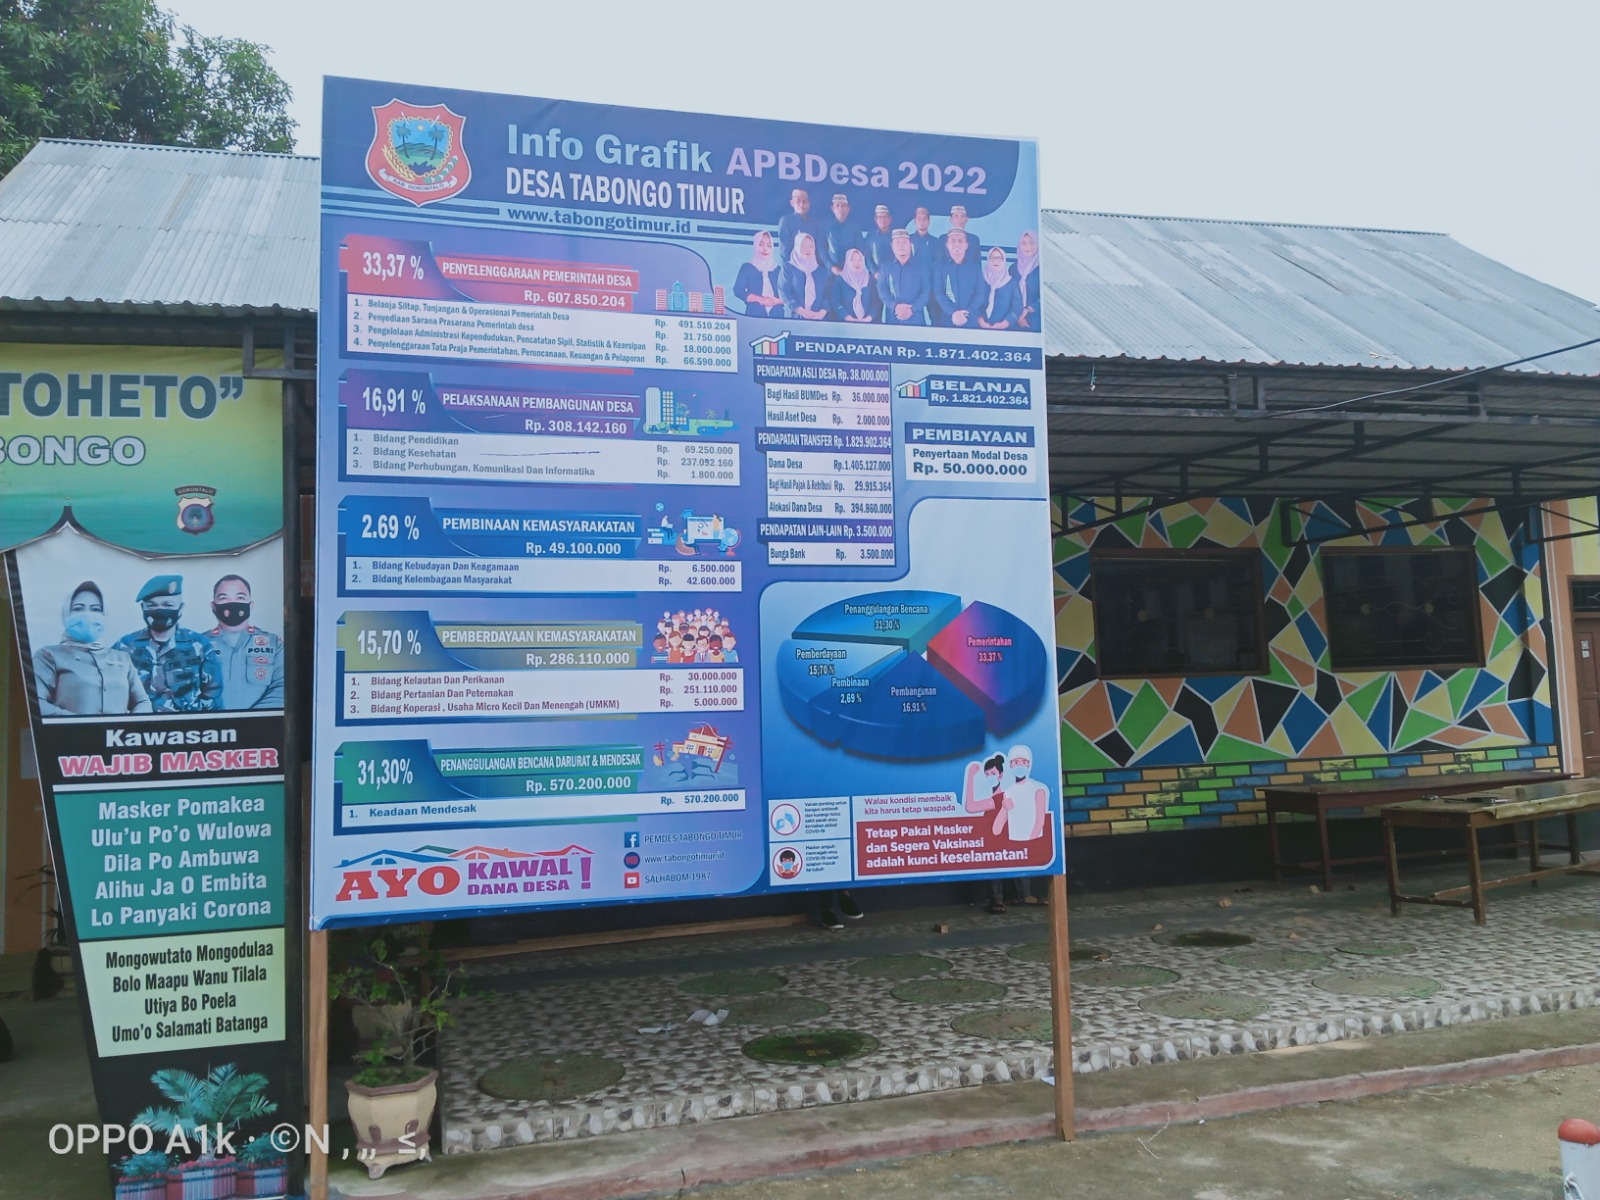 KAB. GORONTALO
Info Grafik APBDesa 2022
DESA TABONGO TIMUR
www.tabongotimur.id
33,37 % PENYELENGGARAAN PEMERINTAH DESA
Rp. 607.850.204
1. Belanja Siltap, Tunjangan & Operasional Pemerintah Desa Rp. 491.510.204
2. Penyediaan Sarana Prasarana Pemerintah desa Rp. 31.750.000
3. Pengelolaan Administrasi Kependudukan, Pencatatan Sipil, Statistik & Kearsipan Rp. 18.000.000
4. Penyelenggaraan Tata Praja Pemerintahan, Perencanaan, Keuangan & Pelaporan Rp. 66.590.000
16,91 % PELAKSANAAN PEMBANGUNAN DESA
Rp. 308.142.160
1. Bidang Pendidikan Rp. 69.250.000
2. Bidang Kesehatan Rp. 237.092.160
3. Bidang Perhubungan, Komunikasi Dan Informatika Rp. 1.800.000
2.69 % PEMBINAAN KEMASYARAKATAN
Rp. 49.100.000
1. Bidang Kebudayan Dan Keagamaan Rp. 6.500.000
2. Bidang Kelembagaan Masyarakat Rp. 42.600.000
15,70 % PEMBERDAYAAN KEMASYARAKATAN
Rp. 286.110.000
1. Bidang Kelautan Dan Perikanan Rp. 30.000.000
2. Bidang Pertanian Dan Peternakan Rp. 251.110.000
3. Bidang Koperasi , Usaha Micro Kecil Dan Menengah (UMKM) Rp. 5.000.000
31,30% PENANGGULANGAN BENCANA DARURAT & MENDESAK
Rp. 570.200.000
1. Keadaan Mendesak Rp. 570.200.000
AYO KAWAL
DANA DESA !
PEMDES TABONGO TIMUR
www.tabongotimur.id
SALHABUM 1987
PENDAPATAN Rp. 1.871.402.364
PENDAPATAN ASLI DESA Rp. 38.000.000
Bagi Hasil BUMDes Rp. 36.000.000
Hasil Aset Desa Rp. 2.000.000
PENDAPATAN TRANSFER Rp. 1.829.902.364
Dana Desa Rp. 1.405.127.000
Bagi Hasil Pajak & Retribusi Rp. 29.915.364
Alokasi Dana Desa Rp. 394.860.000
PENDAPATAN LAIN-LAIN Rp. 3.500.000
Bunga Bank Rp. 3.500.000
BELANJA
Rp. 1.821.402.364
PEMBIAYAAN
Penyertaan Modal Desa
Rp. 50.000.000
Penanggulangan Bencana
31,30 %
Pemerintahan
33,37 %
Pemberdayaan
15,70 %
Pembinaan
2,69 %
Pembangunan
16,91 %
Walau kondisi membaik
kita harus tetap waspada
Tetap Pakai Masker
dan Segera Vaksinasi
adalah kunci keselamatan!
TOHETO”
BONGO
GORONTALO
POLRI
Kawasan
WAJIB MASKER
Masker Pomakea
Ulu'u Po'o Wulowa
Dila Po Ambuwa
Alihu Ja O Embita
Lo Panyaki Corona
Mongowutato Mongodulaa
Bolo Maapu Wanu Tilala
Utiya Bo Poela
Umo'o Salamati Batanga
OPPO A1k · ©N , ,, ≤,